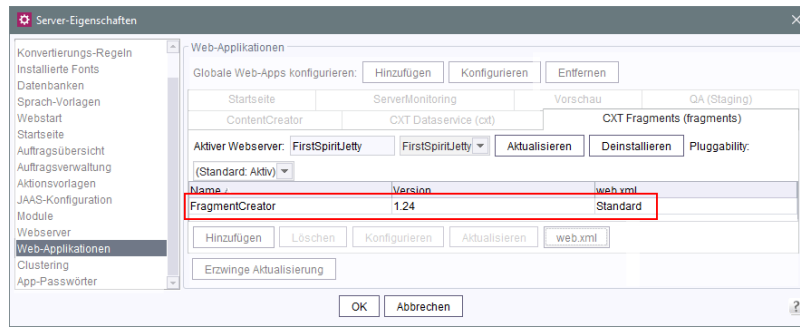 Server-Eigenschaften
Konvertierungs-Regeln
Installierte Fonts
Datenbanken
Sprach-Vorlagen
Webstart
Startseite
Auftragsübersicht
Auftragsverwaltung
Aktionsvorlagen
JAAS-Konfiguration
Module
Webserver
Web-Applikationen
Clustering
App-Passwörter
Web-Applikationen
Globale Web-Apps konfigurieren: Hinzufügen Konfigurieren Entfernen
Startseite ServerMonitoring Vorschau QA (Staging)
ContentCreator CXT Dataservice (cxt) CXT Fragments (fragments)
Aktiver Webserver: FirstSpiritJetty FirstSpiritJetty Aktualisieren Deinstallieren Pluggability:
(Standard: Aktiv)
Name Version web.xml
FragmentCreator 1.24 Standard
Hinzufügen Löschen Konfigurieren Aktualisieren web.xml
Erzwinge Aktualisierung
OK Abbrechen
?